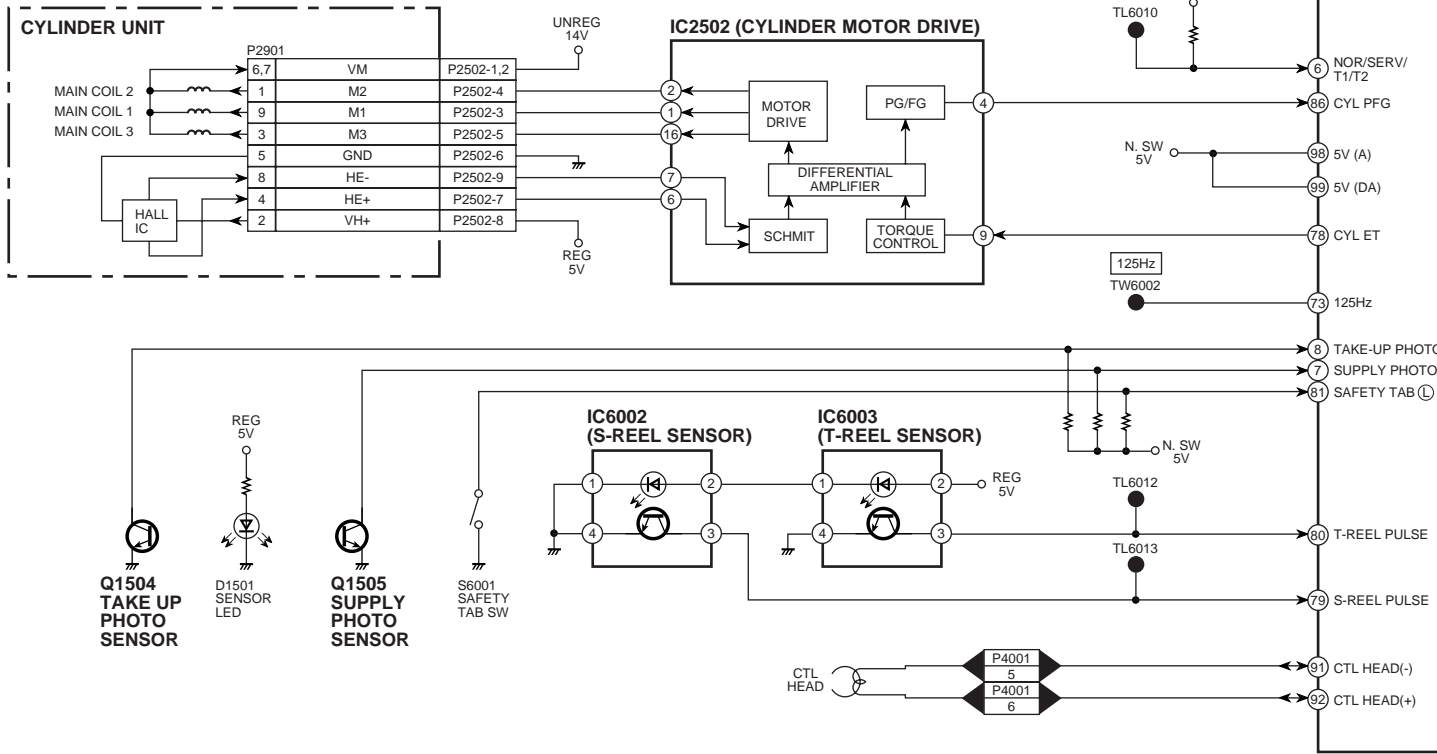 CYLINDER UNIT
P2901
6,7 VM P2502-1,2
MAIN COIL 2 1 M2 P2502-4
MAIN COIL 1 9 M1 P2502-3
MAIN COIL 3 3 M3 P2502-5
5 GND P2502-6
8 HE- P2502-9
4 HE+ P2502-7
2 VH+ P2502-8
HALL
IC
UNREG
14V
REG
5V
IC2502 (CYLINDER MOTOR DRIVE)
2
1
16
7
6
MOTOR
DRIVE
PG/FG
4
DIFFERENTIAL
AMPLIFIER
SCHMIT
TORQUE
CONTROL
9
TL6010
6 NOR/SERV/
T1/T2
86 CYL PFG
N. SW
5V
98 5V (A)
99 5V (DA)
78 CYL ET
125Hz
TW6002
73 125Hz
8 TAKE-UP PHOTO
7 SUPPLY PHOTO
81 SAFETY TAB L
N. SW
5V
REG
5V
IC6002
(S-REEL SENSOR)
1
2
4
3
IC6003
(T-REEL SENSOR)
1
2
4
3
REG
5V
TL6012
80 T-REEL PULSE
TL6013
79 S-REEL PULSE
Q1504
TAKE UP
PHOTO
SENSOR
D1501
SENSOR
LED
Q1505
SUPPLY
PHOTO
SENSOR
S6001
SAFETY
TAB SW
CTL
HEAD
P4001
5
P4001
6
91 CTL HEAD(-)
92 CTL HEAD(+)